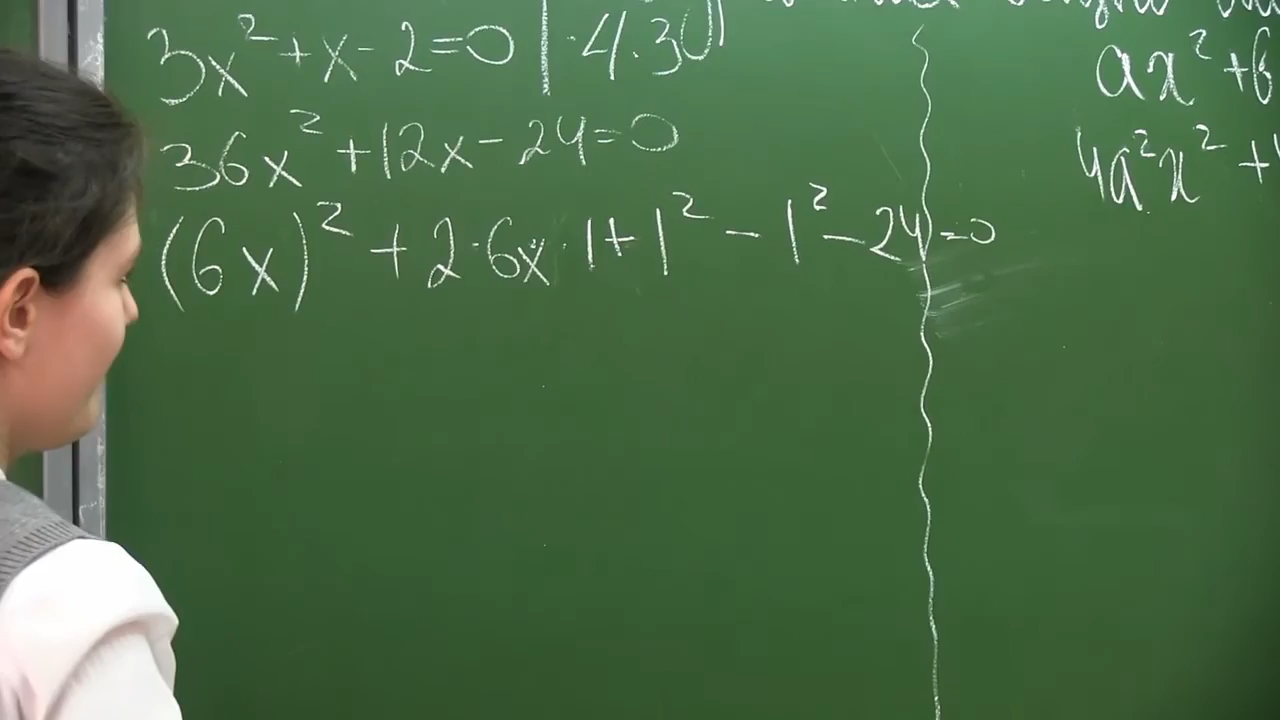 3x² + x - 2 = 0 | · 4 · 3
36x² + 12x - 24 = 0
(6x)² + 2 · 6x · 1 + 1² - 1² - 24 = 0
ax² + б
4a²x² + 4